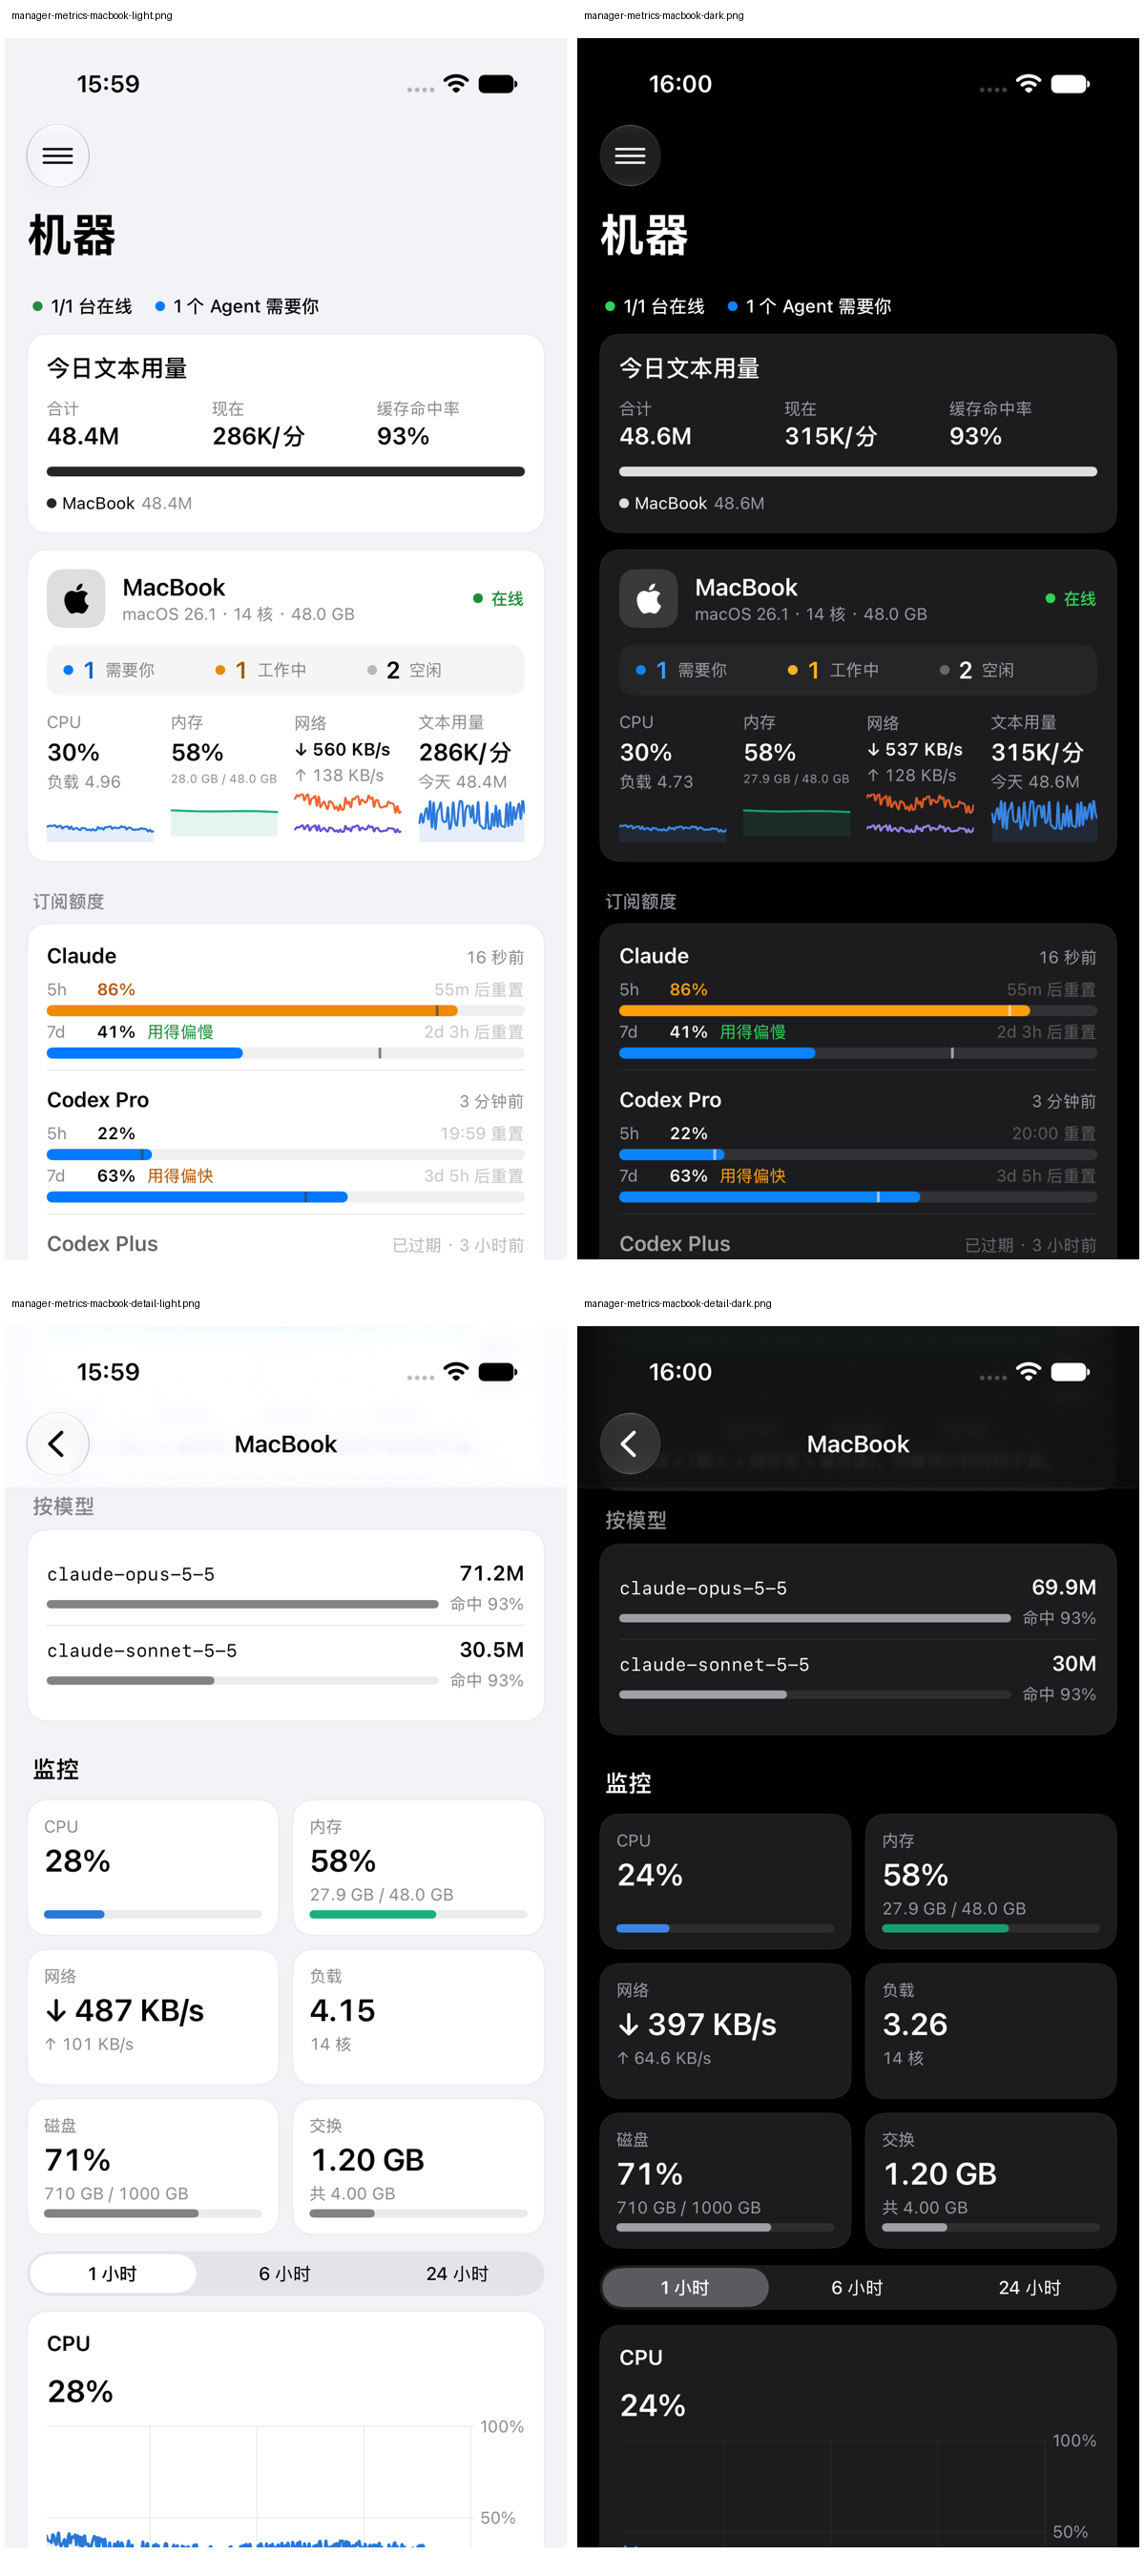 manager-metrics-macbook-light.png
15:59
机器
1/1 台在线 1 个 Agent 需要你
今日文本用量
合计 现在 缓存命中率
48.4M 286K/分 93%
MacBook 48.4M
MacBook
macOS 26.1 · 14 核 · 48.0 GB
在线
1 需要你 1 工作中 2 空闲
CPU 内存 网络 文本用量
30% 58% ↓ 560 KB/s 286K/分
负载 4.96 28.0 GB / 48.0 GB ↑ 138 KB/s 今天 48.4M
订阅额度
Claude 16 秒前
5h 86% 55m 后重置
7d 41% 用得偏慢 2d 3h 后重置
Codex Pro 3 分钟前
5h 22% 19:59 重置
7d 63% 用得偏快 3d 5h 后重置
Codex Plus 已过期 · 3 小时前
manager-metrics-macbook-dark.png
16:00
机器
1/1 台在线 1 个 Agent 需要你
今日文本用量
合计 现在 缓存命中率
48.6M 315K/分 93%
MacBook 48.6M
MacBook
macOS 26.1 · 14 核 · 48.0 GB
在线
1 需要你 1 工作中 2 空闲
CPU 内存 网络 文本用量
30% 58% ↓ 537 KB/s 315K/分
负载 4.73 27.9 GB / 48.0 GB ↑ 128 KB/s 今天 48.6M
订阅额度
Claude 16 秒前
5h 86% 55m 后重置
7d 41% 用得偏慢 2d 3h 后重置
Codex Pro 3 分钟前
5h 22% 20:00 重置
7d 63% 用得偏快 3d 5h 后重置
Codex Plus 已过期 · 3 小时前
manager-metrics-macbook-detail-light.png
15:59
MacBook
按模型
claude-opus-5-5 71.2M
命中 93%
claude-sonnet-5-5 30.5M
命中 93%
监控
CPU 内存
28% 58%
27.9 GB / 48.0 GB
网络 负载
↓ 487 KB/s 4.15
↑ 101 KB/s 14 核
磁盘 交换
71% 1.20 GB
710 GB / 1000 GB 共 4.00 GB
1 小时 6 小时 24 小时
CPU
28%
100%
50%
manager-metrics-macbook-detail-dark.png
16:00
MacBook
按模型
claude-opus-5-5 69.9M
命中 93%
claude-sonnet-5-5 30M
命中 93%
监控
CPU 内存
24% 58%
27.9 GB / 48.0 GB
网络 负载
↓ 397 KB/s 3.26
↑ 64.6 KB/s 14 核
磁盘 交换
71% 1.20 GB
710 GB / 1000 GB 共 4.00 GB
1 小时 6 小时 24 小时
CPU
24%
100%
50%